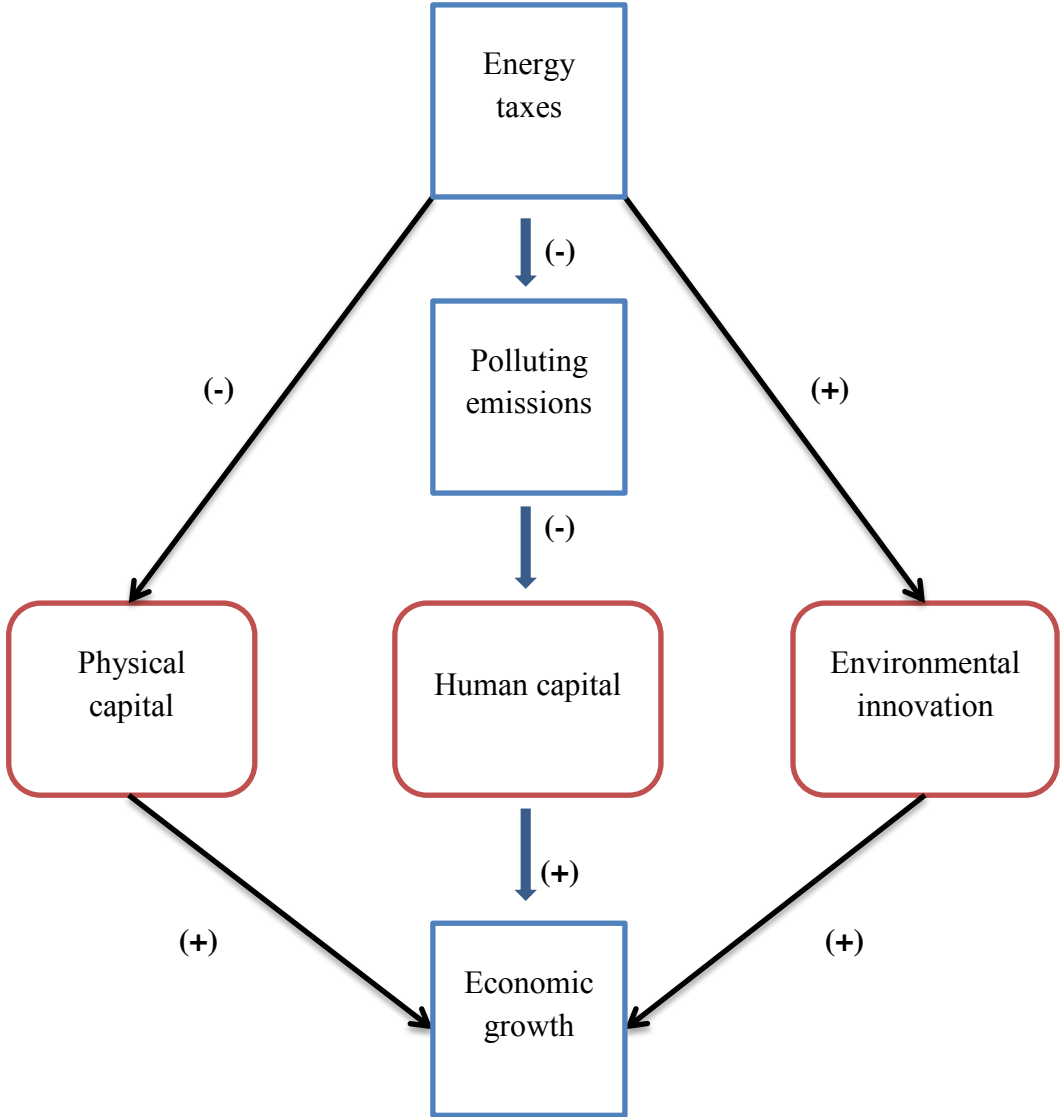 Energy
taxes
(-)
Polluting
emissions
(-)
(+)
(-)
Physical
capital
Human capital
Environmental
innovation
(+)
(+)
(+)
Economic
growth